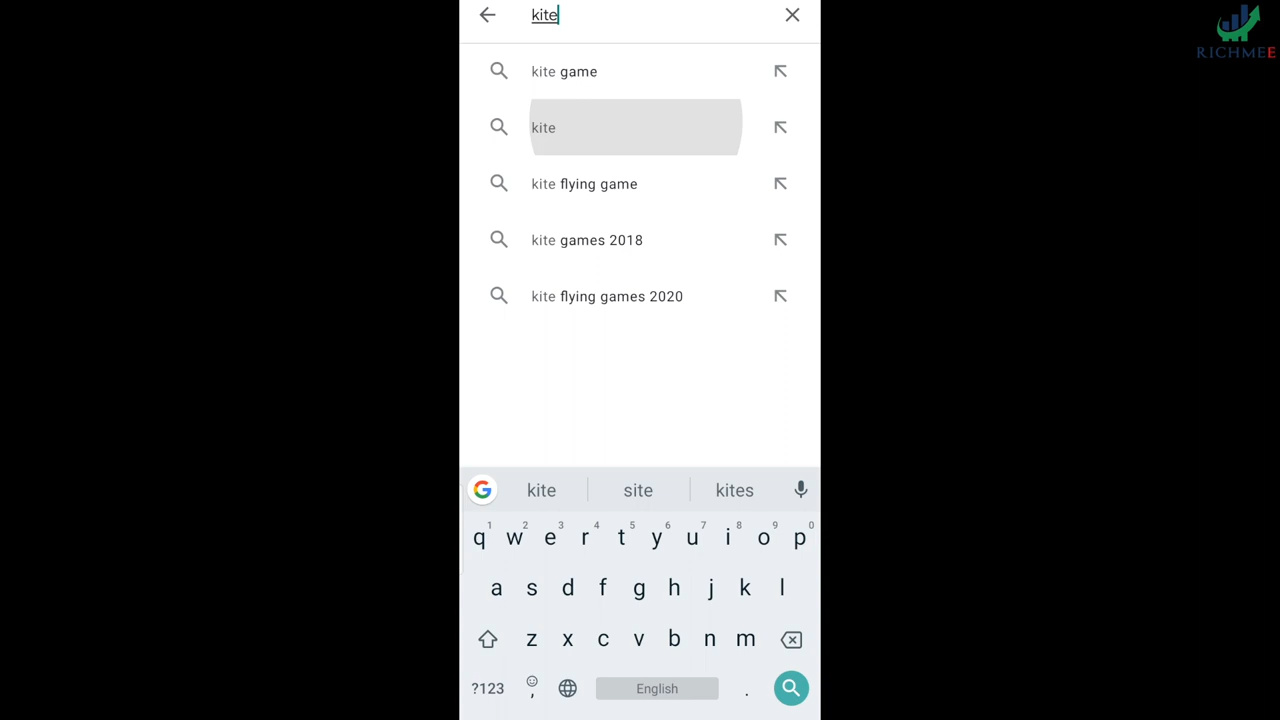 kite
RICHMEE
kite game
kite
kite flying game
kite games 2018
kite flying games 2020
kite site kites
1 2 3 4 5 6 7 8 9 0
q w e r t y u i o p
a s d f g h j k l
z x c v b n m
?123 , English .